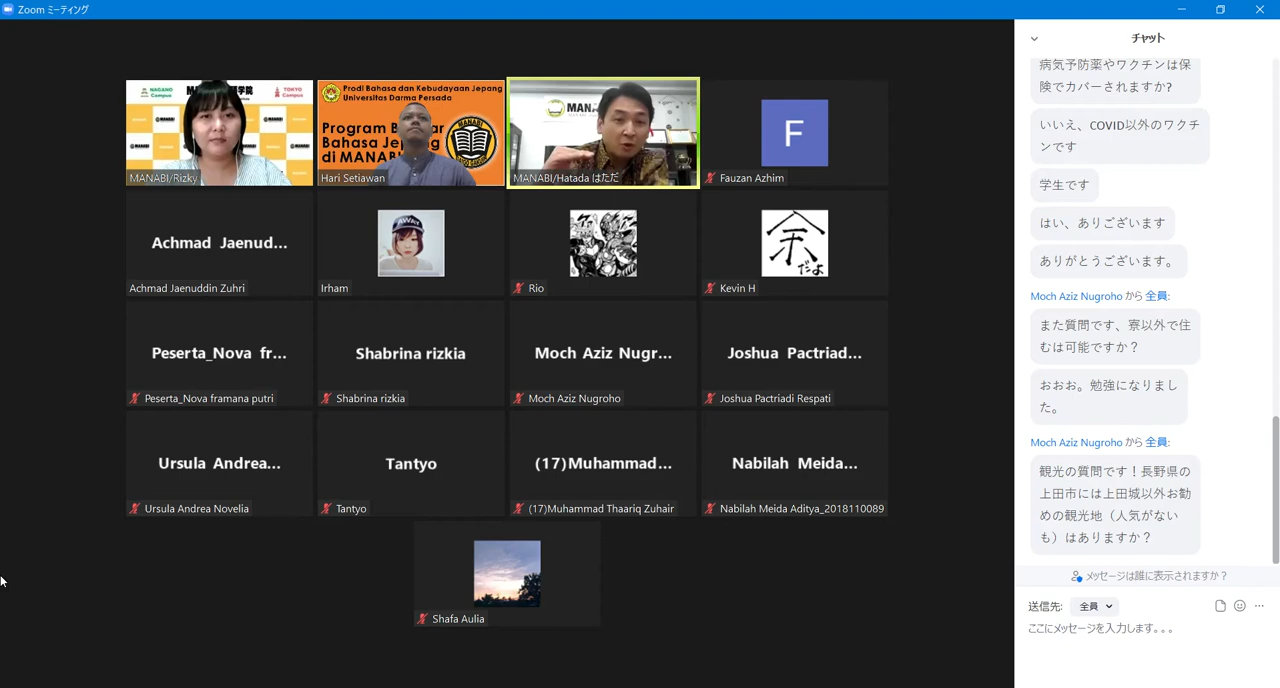 Zoom ミーティング
NAGANO
Campus
TOKYO
Campus
MANABI
MANABI/Rizky
Prodi Bahasa dan Kebudayaan Jepang
Universitas Darma Persada
Program B
Bahasa Je
di MANABI
MANABI
Hari Setiawan
MANABI/Hatada はただ
F
Fauzan Azhim
Achmad Jaenud...
Achmad Jaenuddin Zuhri
Irham
Rio
余
だよ
Kevin H
Peserta_Nova fr...
Peserta_Nova framana putri
Shabrina rizkia
Shabrina rizkia
Moch Aziz Nugr...
Moch Aziz Nugroho
Joshua Pactriad...
Joshua Pactriadi Respati
Ursula Andrea...
Ursula Andrea Novelia
Tantyo
Tantyo
(17)Muhammad...
(17)Muhammad Thaariq Zuhair
Nabilah Meida...
Nabilah Meida Aditya_2018110089
Shafa Aulia
チャット
病気予防薬やワクチンは保
険でカバーされますか?
いいえ、COVID以外のワクチ
ンです
学生です
はい、ありございます
ありがとうございます。
Moch Aziz Nugroho から 全員:
また質問です、寮以外で住
むは可能ですか？
おおお。勉強になりまし
た。
Moch Aziz Nugroho から 全員:
観光の質問です！長野県の
上田市には上田城以外お勧
めの観光地（人気がない
も）はありますか？
メッセージは誰に表示されますか？
送信先: 全員
ここにメッセージを入力します。。。